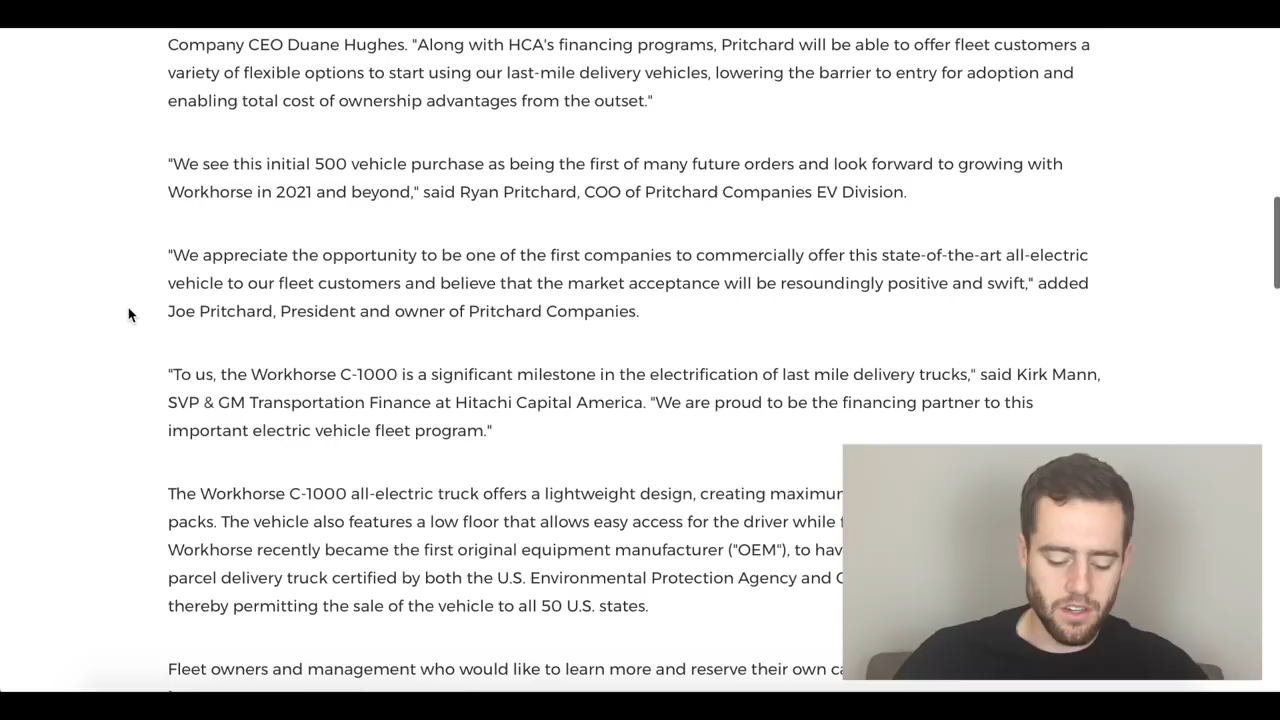 Company CEO Duane Hughes. "Along with HCA's financing programs, Pritchard will be able to offer fleet customers a
variety of flexible options to start using our last-mile delivery vehicles, lowering the barrier to entry for adoption and
enabling total cost of ownership advantages from the outset."
"We see this initial 500 vehicle purchase as being the first of many future orders and look forward to growing with
Workhorse in 2021 and beyond," said Ryan Pritchard, COO of Pritchard Companies EV Division.
"We appreciate the opportunity to be one of the first companies to commercially offer this state-of-the-art all-electric
vehicle to our fleet customers and believe that the market acceptance will be resoundingly positive and swift," added
Joe Pritchard, President and owner of Pritchard Companies.
"To us, the Workhorse C-1000 is a significant milestone in the electrification of last mile delivery trucks," said Kirk Mann,
SVP & GM Transportation Finance at Hitachi Capital America. "We are proud to be the financing partner to this
important electric vehicle fleet program."
The Workhorse C-1000 all-electric truck offers a lightweight design, creating
packs. The vehicle also features a low floor that allows easy access for the driver while
Workhorse recently became the first original equipment manufacturer ("OEM"), to
parcel delivery truck certified by both the U.S. Environmental Protection Agency and
thereby permitting the sale of the vehicle to all 50 U.S. states.
Fleet owners and management who would like to learn more and reserve their own